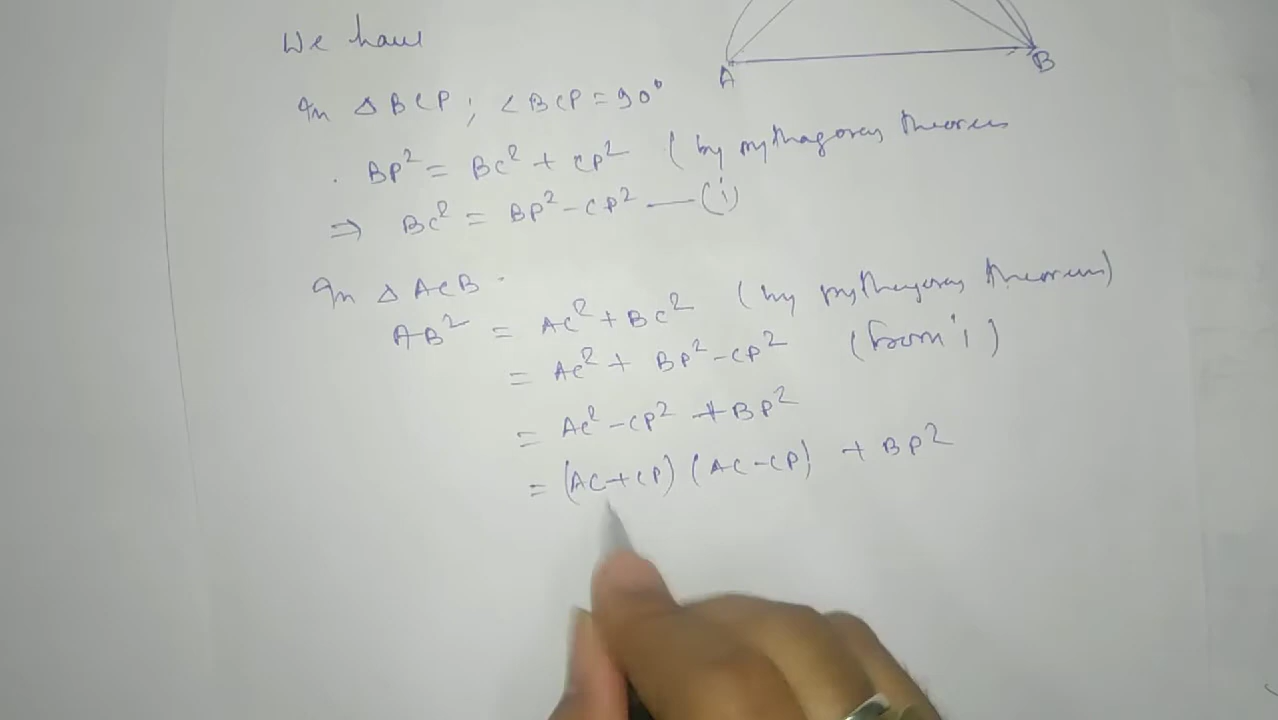 We have
A B
In △BCP; ∠BCP = 90°
BP² = BC² + CP² (by pythagoras theorem
⇒ BC² = BP² - CP² — (i)
In △ACB.
AB² = AC² + BC² (by pythagoras theorem)
= AC² + BP² - CP² (from i)
= AC² - CP² + BP²
= (AC+CP) (AC-CP) + BP²